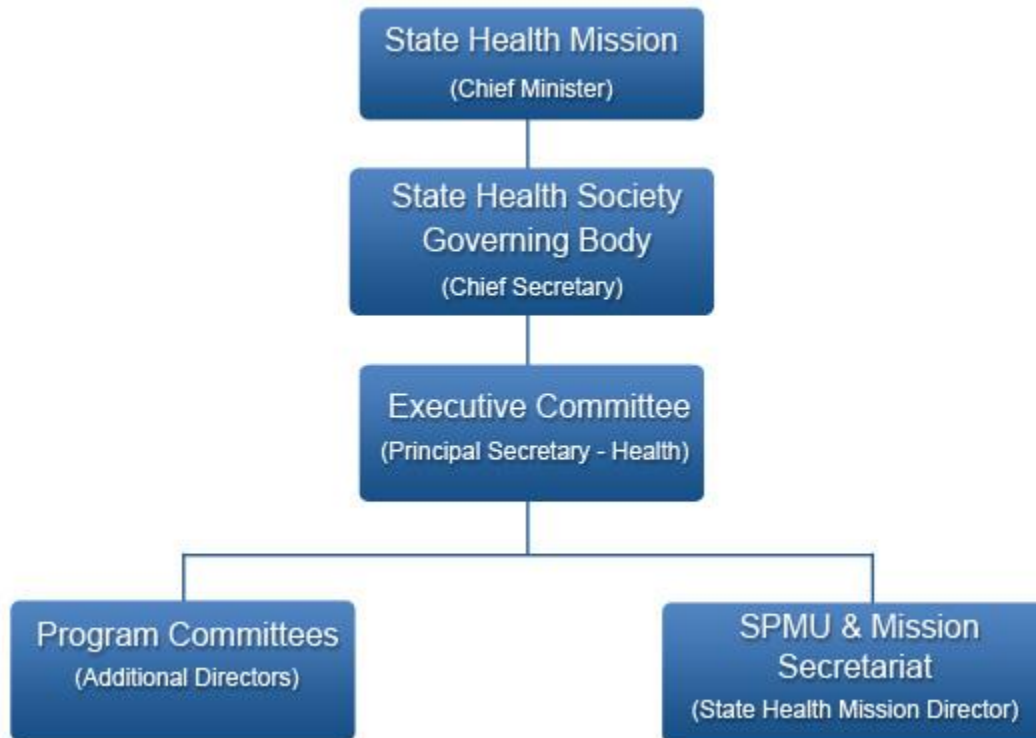 State Health Mission
(Chief Minister)
State Health Society
Governing Body
(Chief Secretary)
Executive Committee
(Principal Secretary - Health)
Program Committees
(Additional Directors)
SPMU & Mission
Secretariat
(State Health Mission Director)